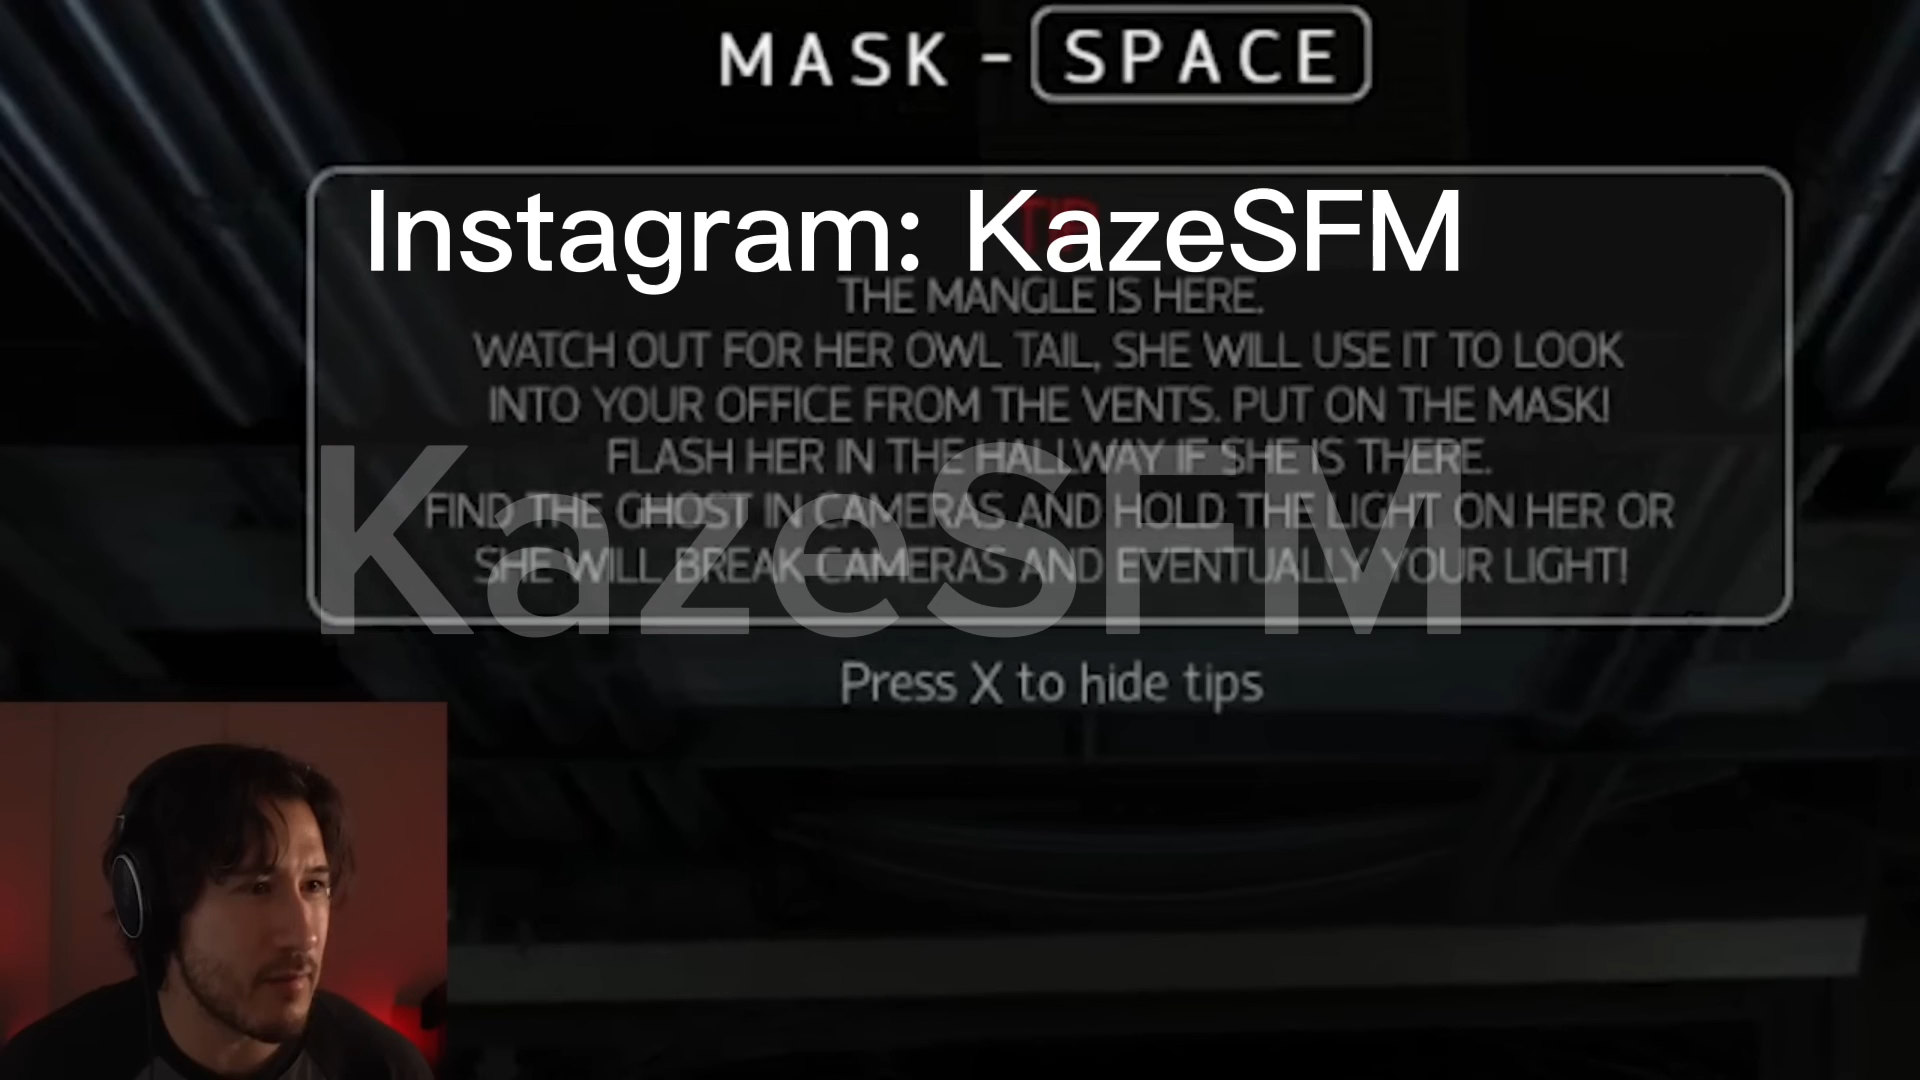 MASK - SPACE
Instagram: KazeSFM
TIP
THE MANGLE IS HERE.
WATCH OUT FOR HER OWL TAIL, SHE WILL USE IT TO LOOK
INTO YOUR OFFICE FROM THE VENTS. PUT ON THE MASK!
FLASH HER IN THE HALLWAY IF SHE IS THERE.
FIND THE GHOST IN CAMERAS AND HOLD THE LIGHT ON HER OR
SHE WILL BREAK CAMERAS AND EVENTUALLY YOUR LIGHT!
KazeSFM
Press X to hide tips